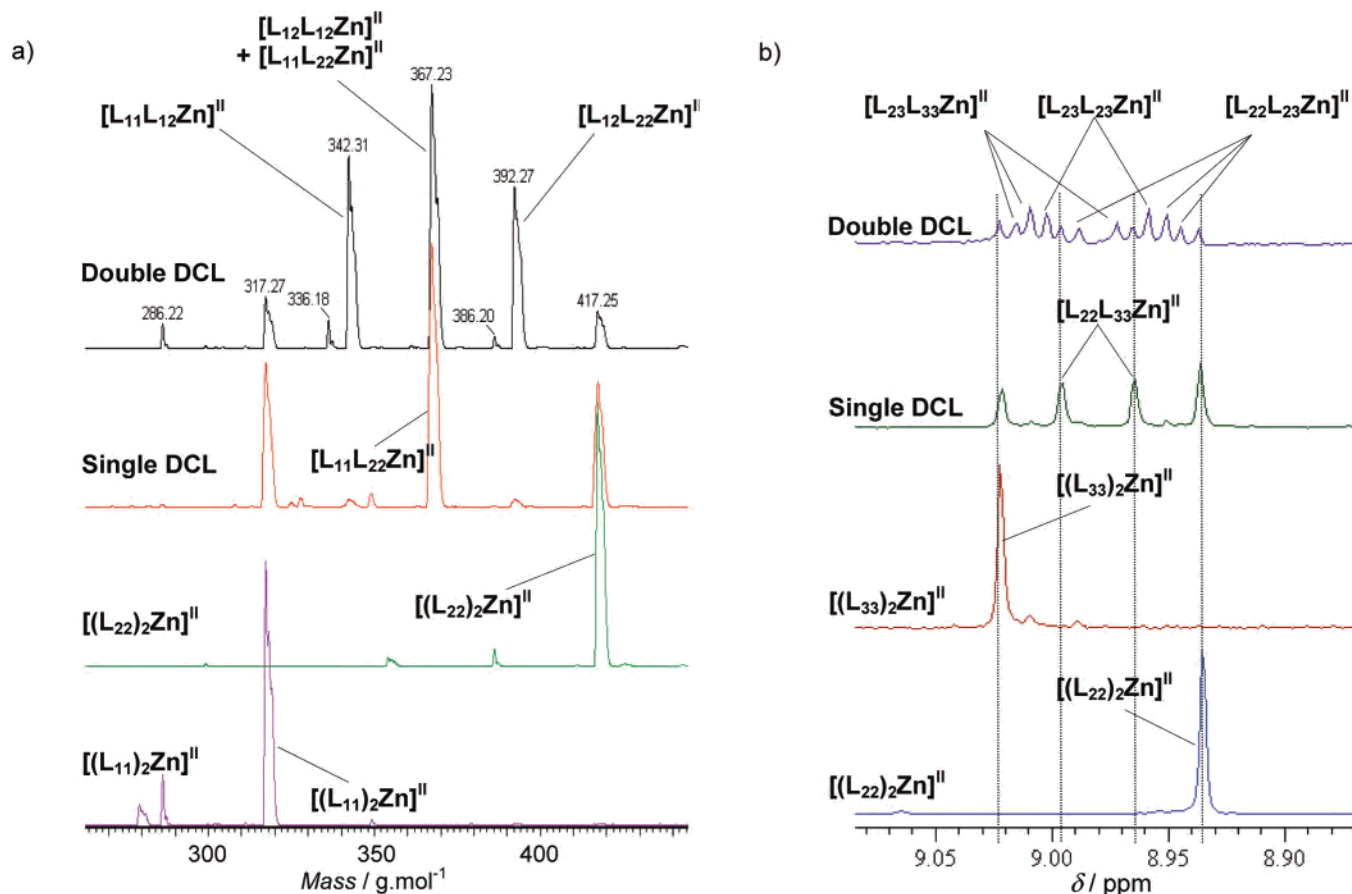 a)
[L₁₂L₁₂Zn]ᴵᴵ
+ [L₁₁L₂₂Zn]ᴵᴵ
367.23
[L₁₁L₁₂Zn]ᴵᴵ
[L₁₂L₂₂Zn]ᴵᴵ
342.31
392.27
Double DCL
317.27
336.18
386.20
417.25
286.22
Single DCL
[L₁₁L₂₂Zn]ᴵᴵ
[(L₂₂)₂Zn]ᴵᴵ
[(L₂₂)₂Zn]ᴵᴵ
[(L₁₁)₂Zn]ᴵᴵ
[(L₁₁)₂Zn]ᴵᴵ
300 350 400
Mass / g.mol⁻¹
b)
[L₂₃L₃₃Zn]ᴵᴵ [L₂₃L₂₃Zn]ᴵᴵ [L₂₂L₂₃Zn]ᴵᴵ
Double DCL
[L₂₂L₃₃Zn]ᴵᴵ
Single DCL
[(L₃₃)₂Zn]ᴵᴵ
[(L₃₃)₂Zn]ᴵᴵ
[(L₂₂)₂Zn]ᴵᴵ
[(L₂₂)₂Zn]ᴵᴵ
9.05 9.00 8.95 8.90
δ / ppm